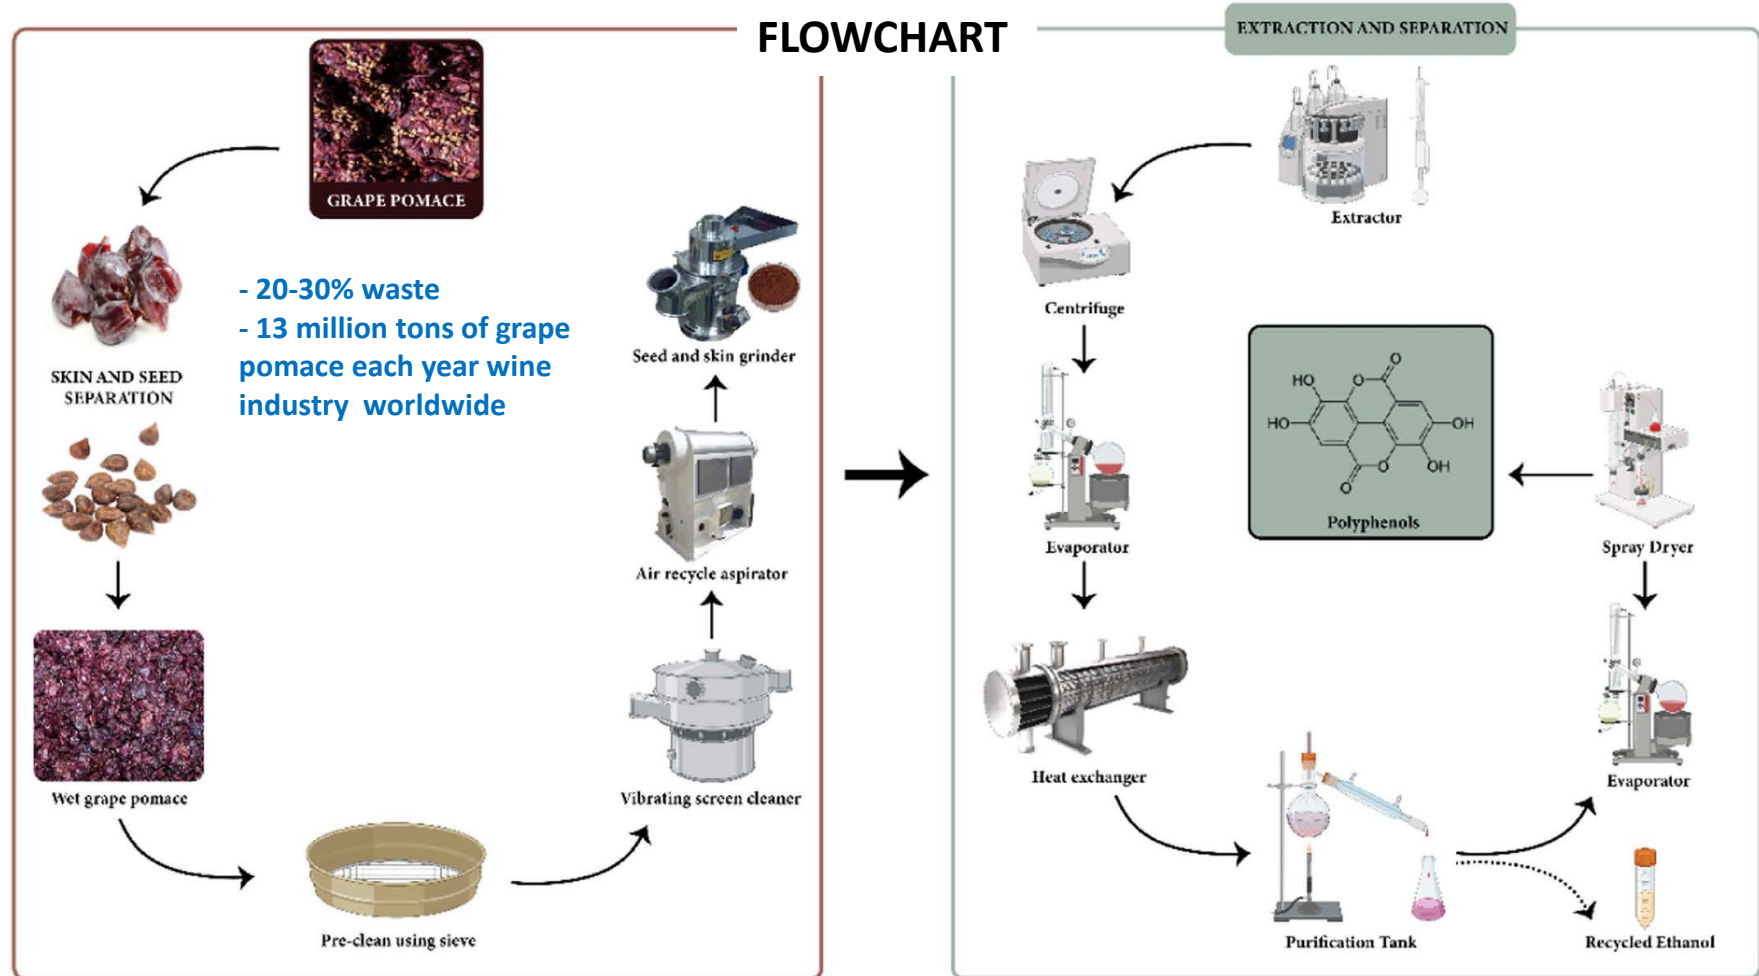 FLOWCHART
GRAPE POMACE
SKIN AND SEED
SEPARATION
- 20-30% waste
- 13 million tons of grape
pomace each year wine
industry worldwide
Wet grape pomace
Pre-clean using sieve
Vibrating screen cleaner
Air recycle aspirator
Seed and skin grinder
EXTRACTION AND SEPARATION
Extractor
Centrifuge
Evaporator
Heat exchanger
Purification Tank
Recycled Ethanol
Evaporator
Spray Dryer
O
HO
O
HO
OH
O
OH
O
Polyphenols